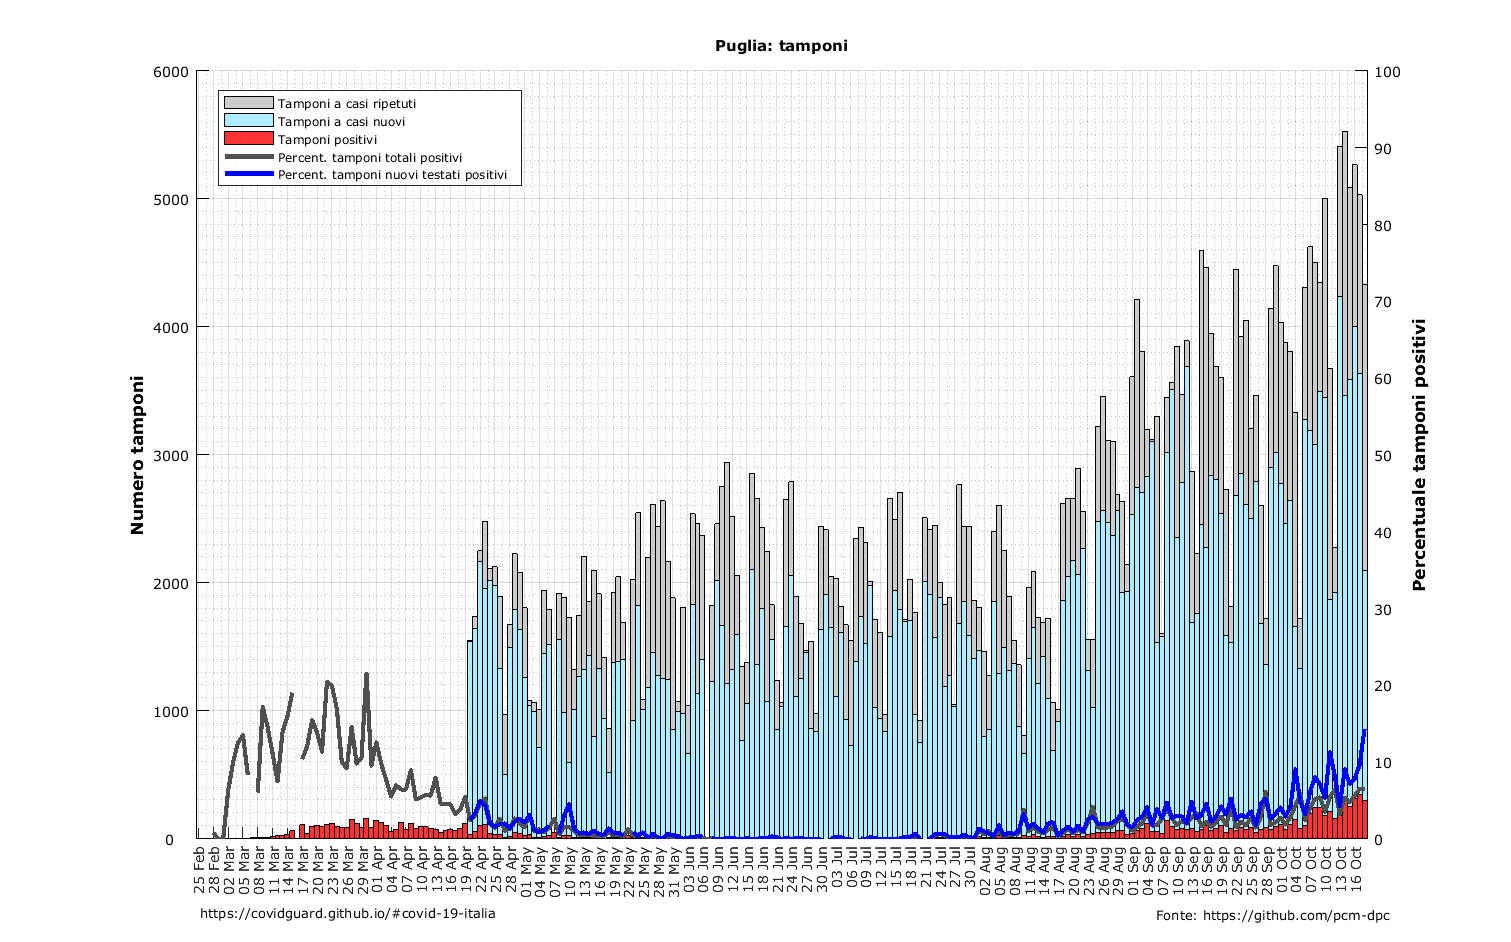 Puglia: tamponi
6000
5000
4000
3000
2000
1000
0
Numero tamponi
100
90
80
70
60
50
40
30
20
10
0
Percentuale tamponi positivi
Tamponi a casi ripetuti
Tamponi a casi nuovi
Tamponi positivi
Percent. tamponi totali positivi
Percent. tamponi nuovi testati positivi
25 Feb
28 Feb
02 Mar
05 Mar
08 Mar
11 Mar
14 Mar
17 Mar
20 Mar
23 Mar
26 Mar
29 Mar
01 Apr
04 Apr
07 Apr
10 Apr
13 Apr
16 Apr
19 Apr
22 Apr
25 Apr
28 Apr
01 May
04 May
07 May
10 May
13 May
16 May
19 May
22 May
25 May
28 May
31 May
03 Jun
06 Jun
09 Jun
12 Jun
15 Jun
18 Jun
21 Jun
24 Jun
27 Jun
30 Jun
03 Jul
06 Jul
09 Jul
12 Jul
15 Jul
18 Jul
21 Jul
24 Jul
27 Jul
30 Jul
02 Aug
05 Aug
08 Aug
11 Aug
14 Aug
17 Aug
20 Aug
23 Aug
26 Aug
29 Aug
01 Sep
04 Sep
07 Sep
10 Sep
13 Sep
16 Sep
19 Sep
22 Sep
25 Sep
28 Sep
01 Oct
04 Oct
07 Oct
10 Oct
13 Oct
16 Oct
https://covidguard.github.io/#covid-19-italia
Fonte: https://github.com/pcm-dpc